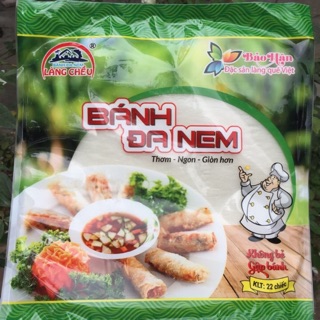 LÀNG CHÈU
®
Bảo Hân
Đặc sản làng quê Việt
BÁNH
ĐA NEM
Thơm - Ngon - Giòn hơn
Không bị
Gãy bánh
KLT: 22 chiếc